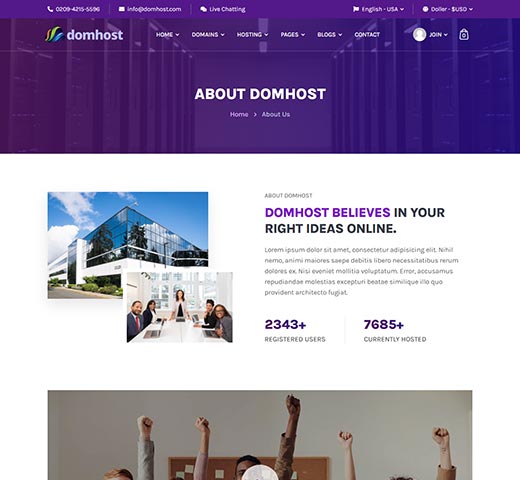 0209-4215-5596 info@domhost.com Live Chatting English - USA Doller - $USD
domhost HOME DOMAINS HOSTING PAGES BLOGS CONTACT JOIN 0
ABOUT DOMHOST
Home > About Us
ABOUT DOMHOST
DOMHOST BELIEVES IN YOUR
RIGHT IDEAS ONLINE.
Lorem ipsum dolor sit amet, consectetur adipisicing elit. Nihil
nemo, animi maiores saepe debitis libero necessitatibus rerum
dolores ex. Nisi eveniet mollitia voluptatum. Error, accusamus
repudiandae molestias excepturi beatae similique illo quo
provident architecto fugiat.
2343+ 7685+
REGISTERED USERS CURRENTLY HOSTED